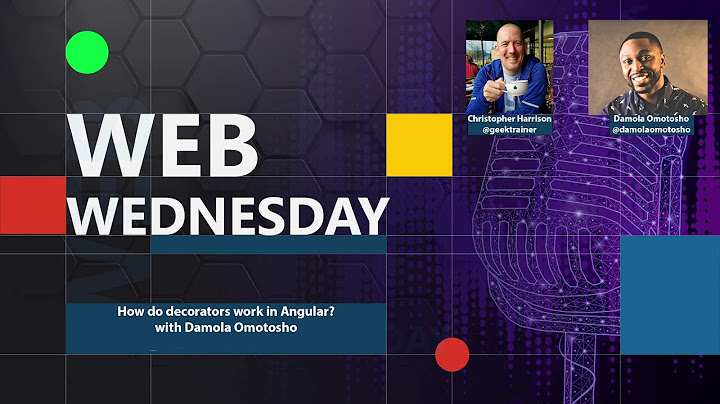 WEB
WEDNESDAY
How do decorators work in Angular?
with Damola Omotosho
Christopher Harrison
@geektrainer
Damola Omotosho
@damolaomotosho